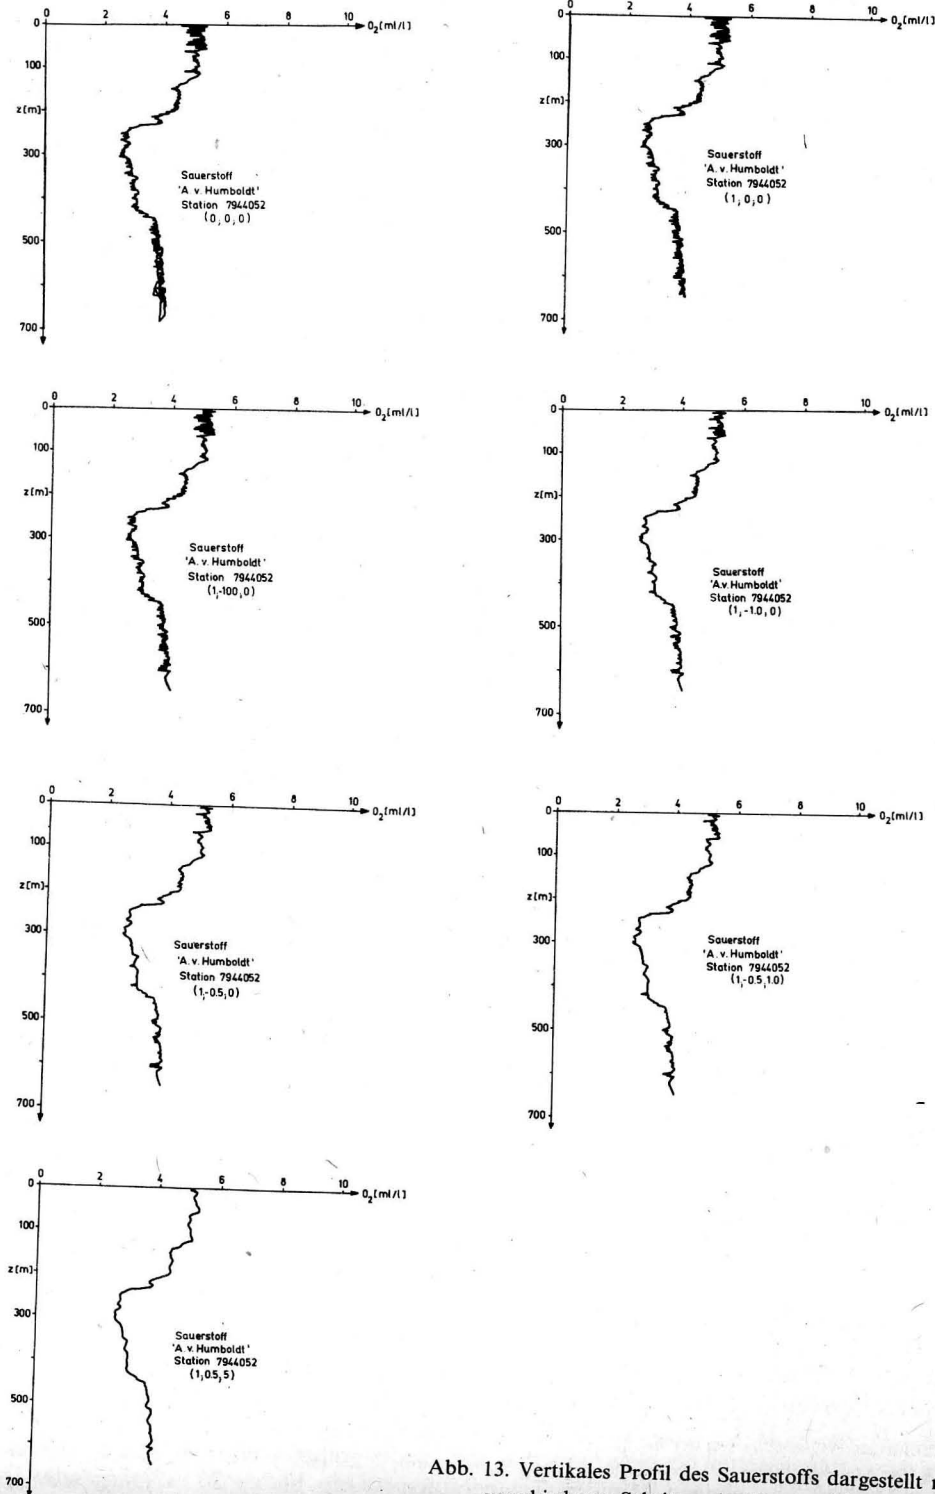 0 2 4 6 8 10 O₂[ml/l]
100
z[m]
300
500
700
Sauerstoff
'A. v. Humboldt'
Station 7944052
(0; 0; 0)
0 2 4 6 8 10 O₂[ml/l]
0
100
z[m]
300
500
700
Sauerstoff
'A. v. Humboldt'
Station 7944052
(1; 0; 0)
0 2 4 6 8 10 O₂[ml/l]
0
100
z[m]
300
500
700
Sauerstoff
'A. v. Humboldt'
Station 7944052
(1;-100;0)
0 2 4 6 8 10 O₂[ml/l]
0
100
z[m]
300
500
700
Sauerstoff
'A.v. Humboldt'
Station 7944052
(1; -1.0; 0)
0 2 4 6 8 10 O₂[ml/l]
0
100
z[m]
300
500
700
Sauerstoff
'A. v. Humboldt'
Station 7944052
(1;-0.5;0)
0 2 4 6 8 10 O₂[ml/l]
0
100
z[m]
300
500
700
Sauerstoff
'A. v. Humboldt'
Station 7944052
(1;-0.5;1.0)
0 2 4 6 8 10 O₂[ml/l]
0
100
z[m]
300
500
700
Sauerstoff
'A. v. Humboldt'
Station 7944052
(1;0.5;5)
Abb. 13. Vertikales Profil des Sauerstoffs dargestellt